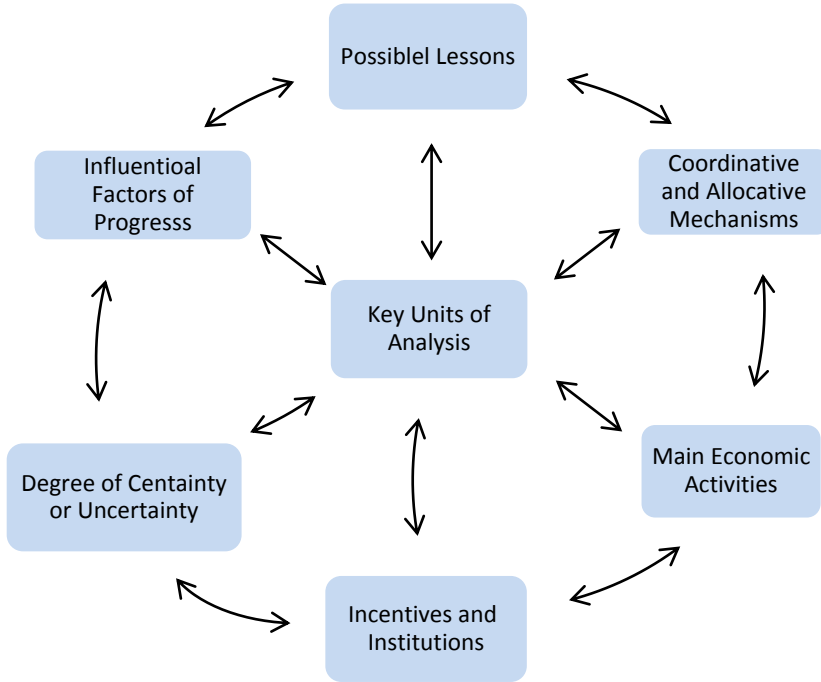 Possiblel Lessons
Influentioal
Factors of
Progresss
Coordinative
and Allocative
Mechanisms
Key Units of
Analysis
Degree of Centainty
or Uncertainty
Main Economic
Activities
Incentives and
Institutions